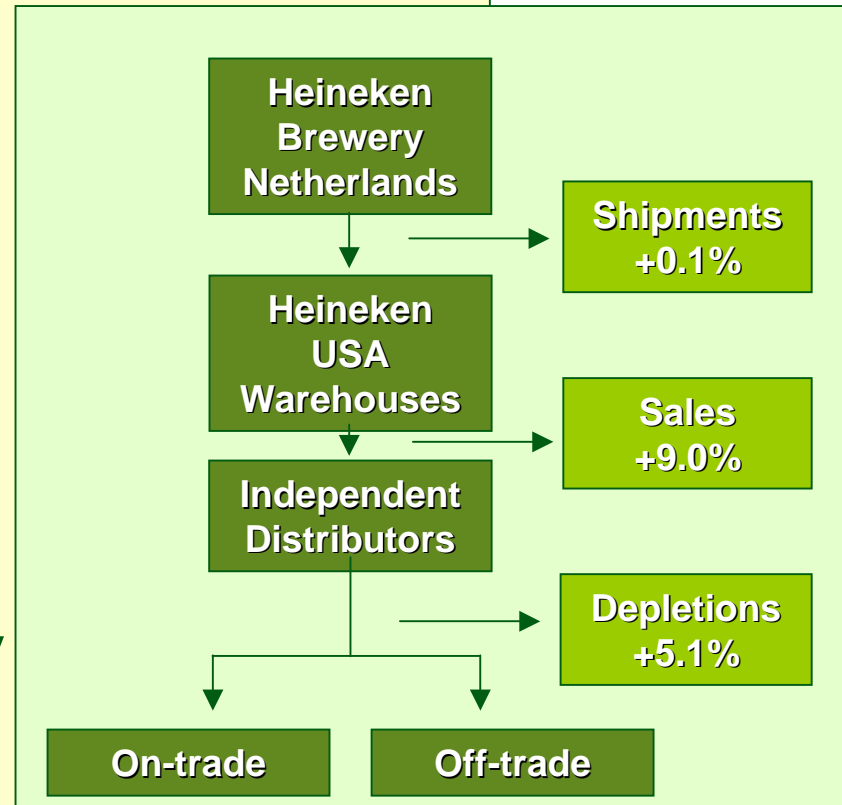 Heineken
Brewery
Netherlands
Shipments
+0.1%
Heineken
USA
Warehouses
Sales
+9.0%
Independent
Distributors
Depletions
+5.1%
On-trade
Off-trade